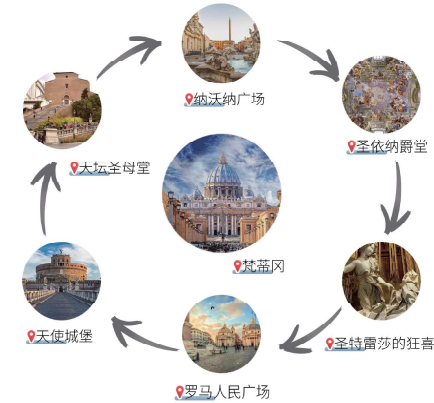 纳沃纳广场
圣依纳爵堂
天坛圣母堂
梵蒂冈
天使城堡
圣特雷莎的狂喜
罗马人民广场